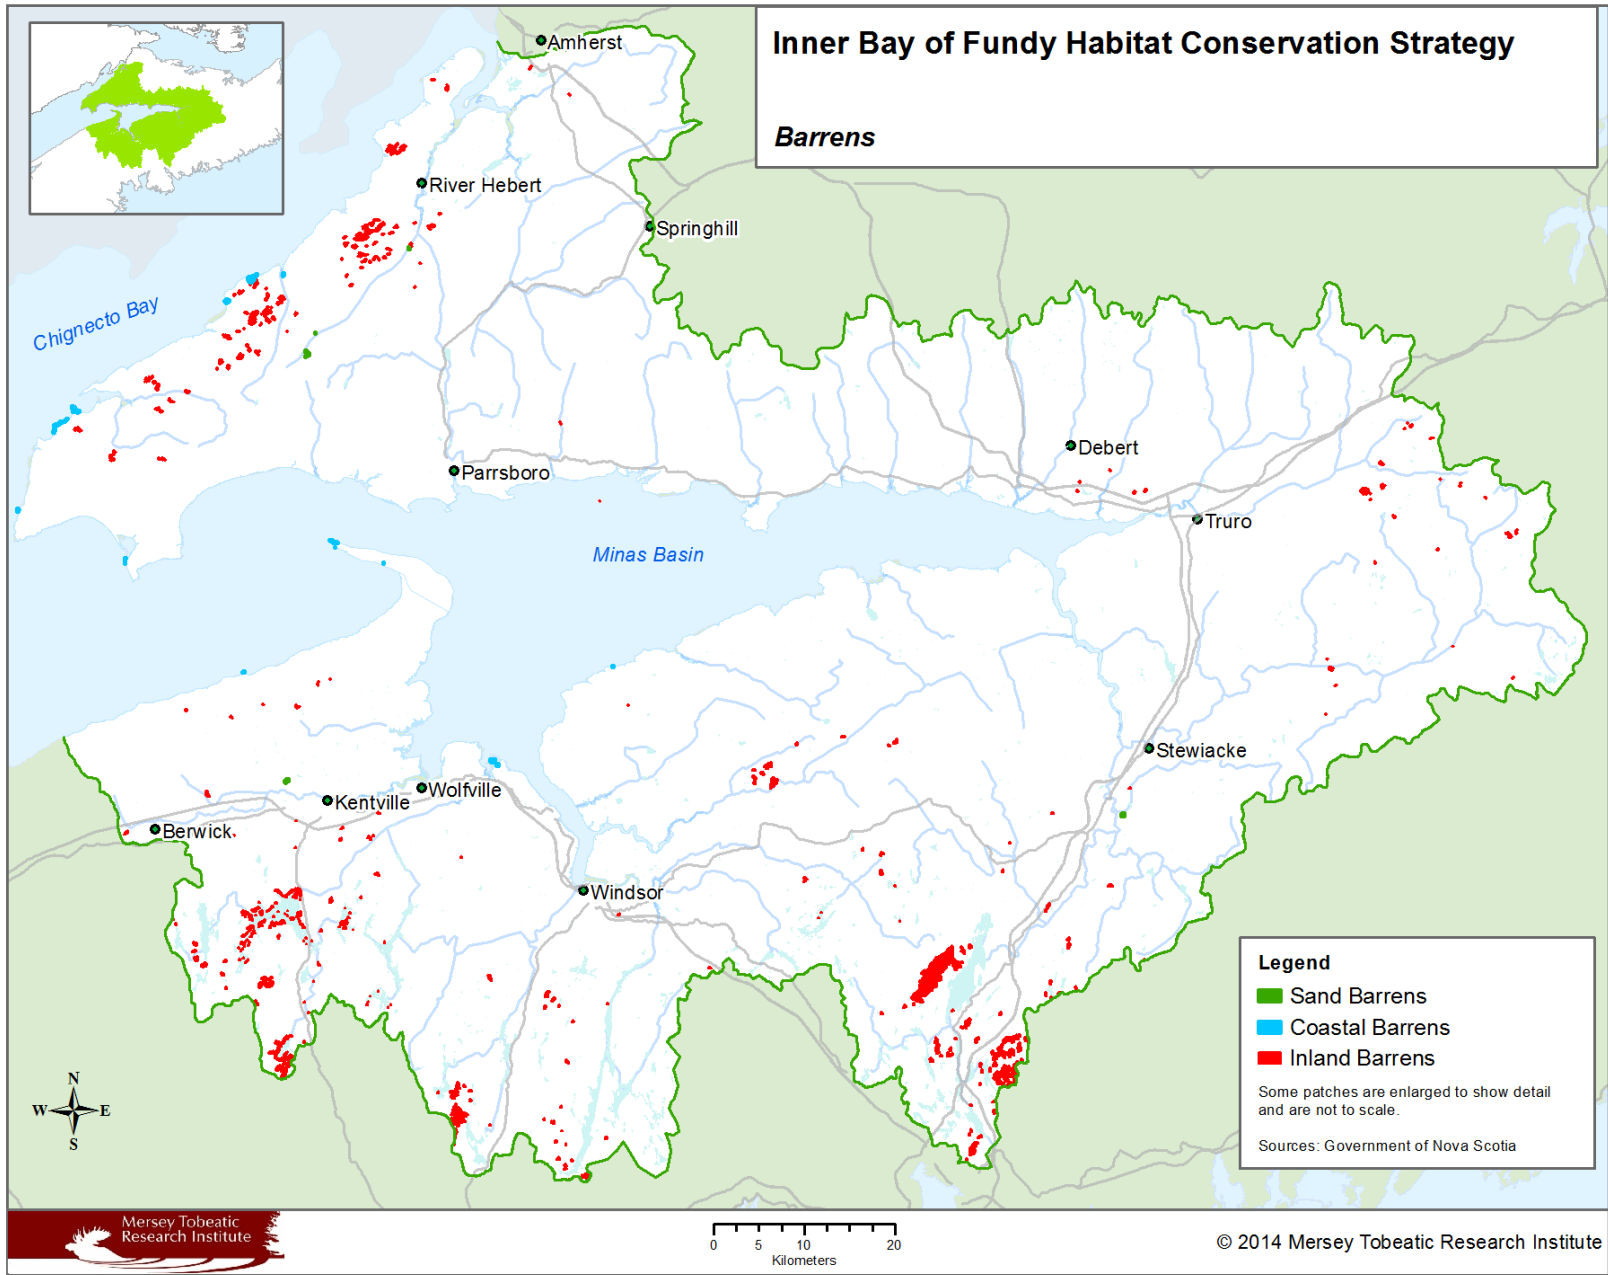 Inner Bay of Fundy Habitat Conservation Strategy
Barrens
Amherst
River Hebert
Springhill
Chignecto Bay
Debert
Parrsboro
Truro
Minas Basin
Stewiacke
Kentville
Wolfville
Berwick
Windsor
Legend
Sand Barrens
Coastal Barrens
Inland Barrens
Some patches are enlarged to show detail
and are not to scale.
Sources: Government of Nova Scotia
N
W E
S
Mersey Tobeatic
Research Institute
0 5 10 20
Kilometers
© 2014 Mersey Tobeatic Research Institute